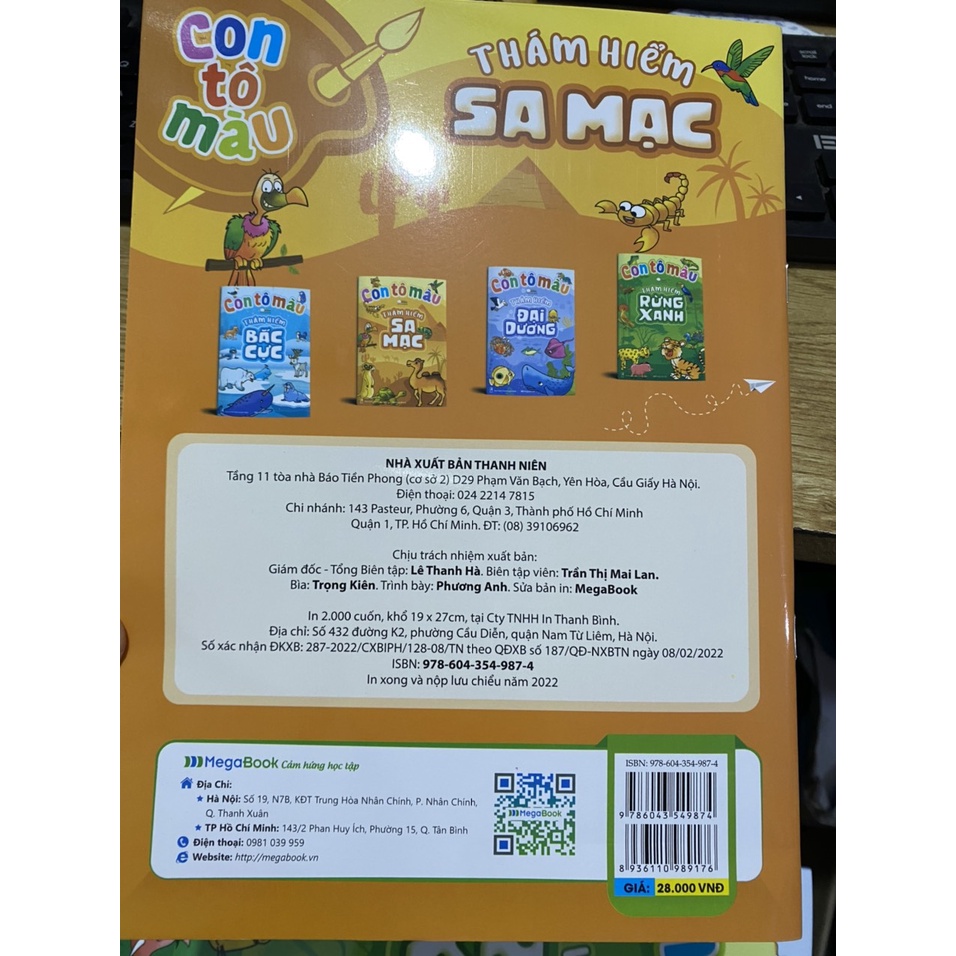 Con
tô
màu
THÁM HIỂM
SA MẠC
Con tô màu
THÁM HIỂM
BẮC
CỰC
Con tô màu
THÁM HIỂM
SA
MẠC
Con tô màu
THÁM HIỂM
ĐẠI
DƯƠNG
Con tô màu
THÁM HIỂM
RỪNG
XANH
NHÀ XUẤT BẢN THANH NIÊN
Tầng 11 tòa nhà Báo Tiền Phong (cơ sở 2) D29 Phạm Văn Bạch, Yên Hòa, Cầu Giấy Hà Nội.
Điện thoại: 024 2214 7815
Chi nhánh: 143 Pasteur, Phường 6, Quận 3, Thành phố Hồ Chí Minh
Quận 1, TP. Hồ Chí Minh. ĐT: (08) 39106962
Chịu trách nhiệm xuất bản:
Giám đốc - Tổng Biên tập: Lê Thanh Hà. Biên tập viên: Trần Thị Mai Lan.
Bìa: Trọng Kiên. Trình bày: Phương Anh. Sửa bản in: MegaBook
In 2.000 cuốn, khổ 19 x 27cm, tại Cty TNHH In Thanh Bình.
Địa chỉ: Số 432 đường K2, phường Cầu Diễn, quận Nam Từ Liêm, Hà Nội.
Số xác nhận ĐKXB: 287-2022/CXBIPH/128-08/TN theo QĐXB số 187/QĐ-NXBTN ngày 08/02/2022
ISBN: 978-604-354-987-4
In xong và nộp lưu chiểu năm 2022
MegaBook Cảm hứng học tập
Địa Chỉ:
★ Hà Nội: Số 19, N7B, KĐT Trung Hòa Nhân Chính, P. Nhân Chính,
Q. Thanh Xuân
★ TP Hồ Chí Minh: 143/2 Phan Huy Ích, Phường 15, Q. Tân Bình
Điện thoại: 0981 039 959
Website: http://megabook.vn
MegaBook
ISBN: 978-604-354-987-4
9 786043 549874
8 936110 989176
GIÁ: 28.000 VNĐ
scroll
lock
home
end